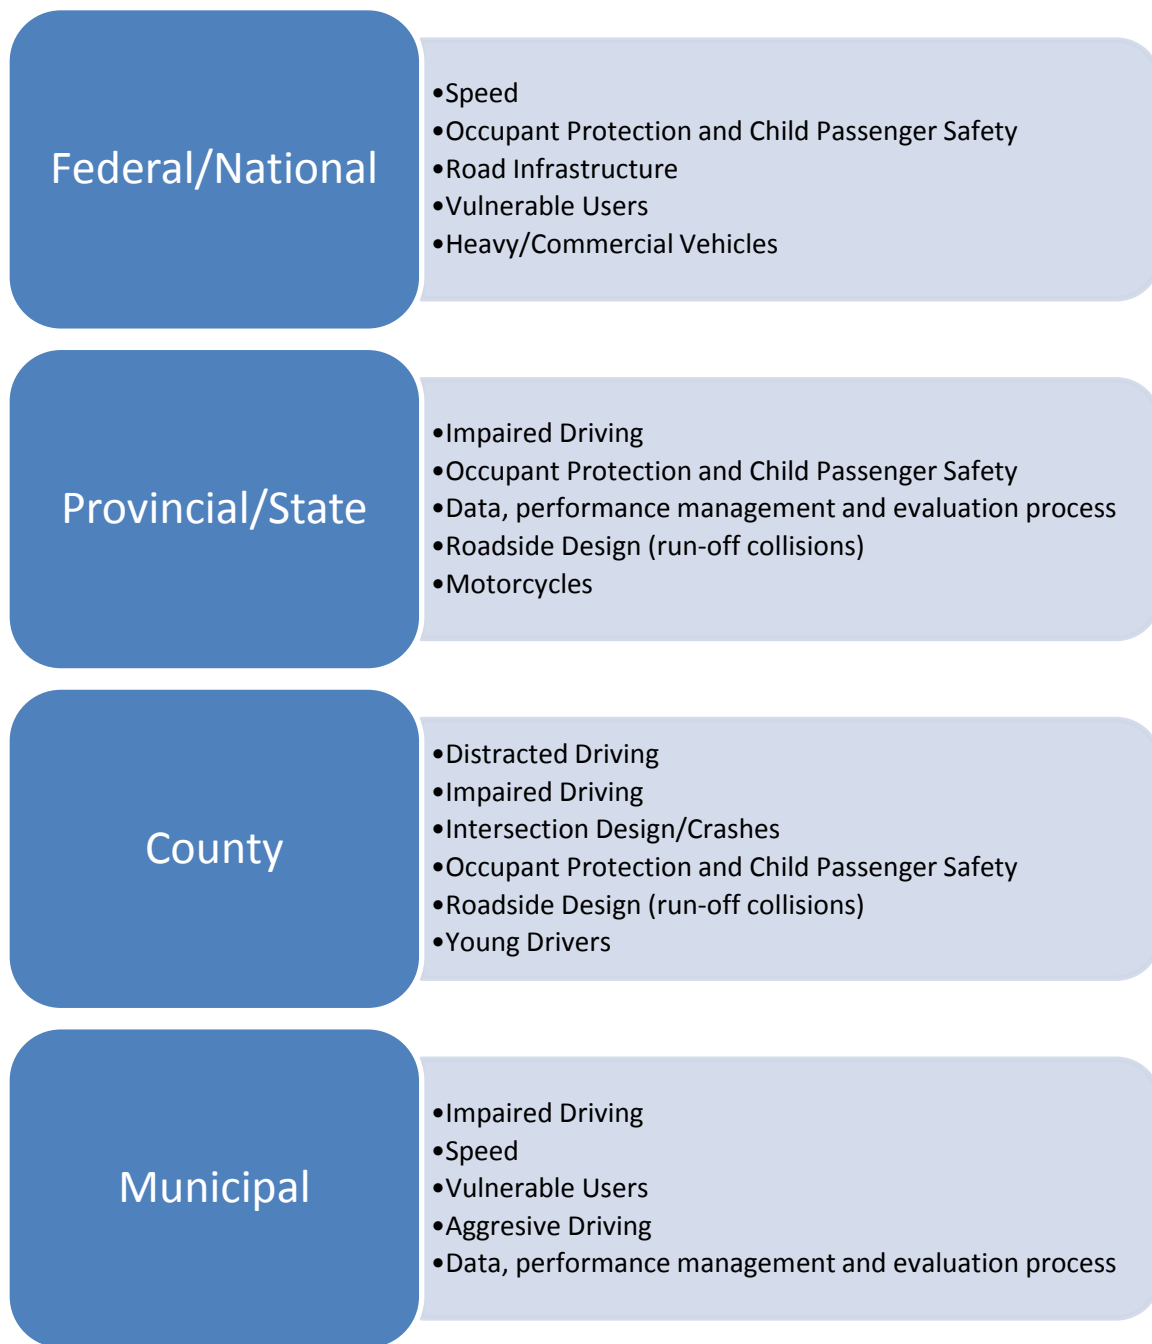 Federal/National
•Speed
•Occupant Protection and Child Passenger Safety
•Road Infrastructure
•Vulnerable Users
•Heavy/Commercial Vehicles
Provincial/State
•Impaired Driving
•Occupant Protection and Child Passenger Safety
•Data, performance management and evaluation process
•Roadside Design (run-off collisions)
•Motorcycles
County
•Distracted Driving
•Impaired Driving
•Intersection Design/Crashes
•Occupant Protection and Child Passenger Safety
•Roadside Design (run-off collisions)
•Young Drivers
Municipal
•Impaired Driving
•Speed
•Vulnerable Users
•Aggresive Driving
•Data, performance management and evaluation process